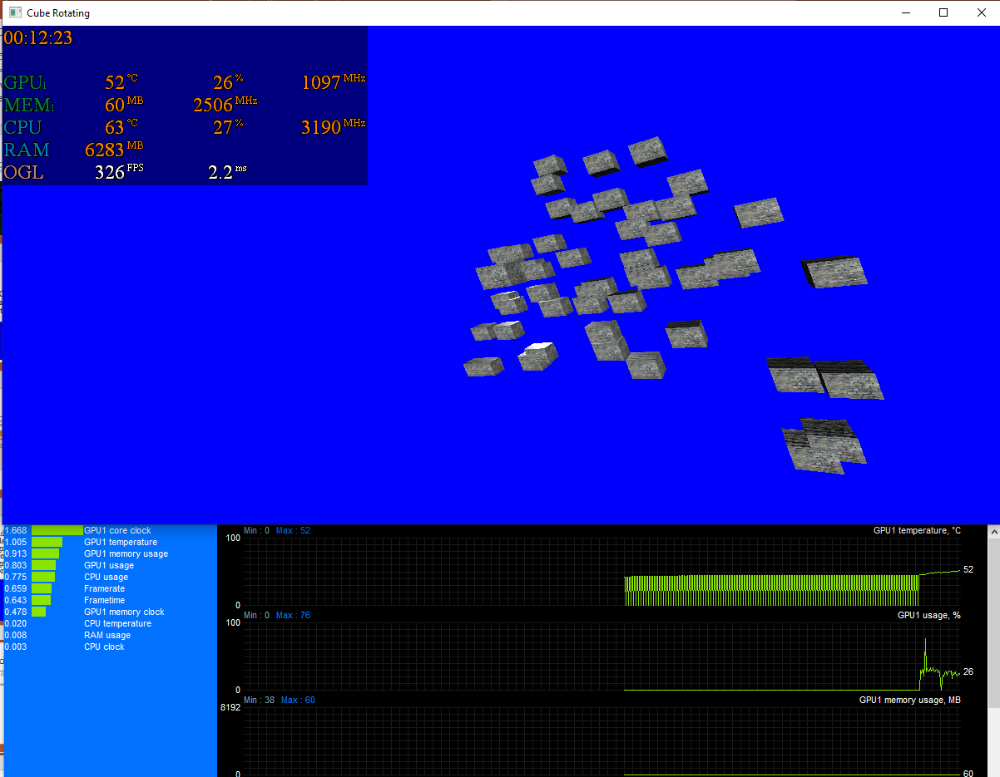 Cube Rotating
00:12:23
GPU1 52 °C 26 % 1097 MHz
MEM1 60 MB 2506 MHz
CPU 63 °C 27 % 3190 MHz
RAM 6283 MB
OGL 326 FPS 2.2 ms
1.668 GPU1 core clock
1.005 GPU1 temperature
0.913 GPU1 memory usage
0.803 GPU1 usage
0.775 CPU usage
0.659 Framerate
0.643 Frametime
0.478 GPU1 memory clock
0.020 CPU temperature
0.008 RAM usage
0.003 CPU clock
Min : 0 Max : 52 GPU1 temperature, °C
100
52
0
Min : 0 Max : 76 GPU1 usage, %
100
26
0
Min : 38 Max : 60 GPU1 memory usage, MB
8192
0
60